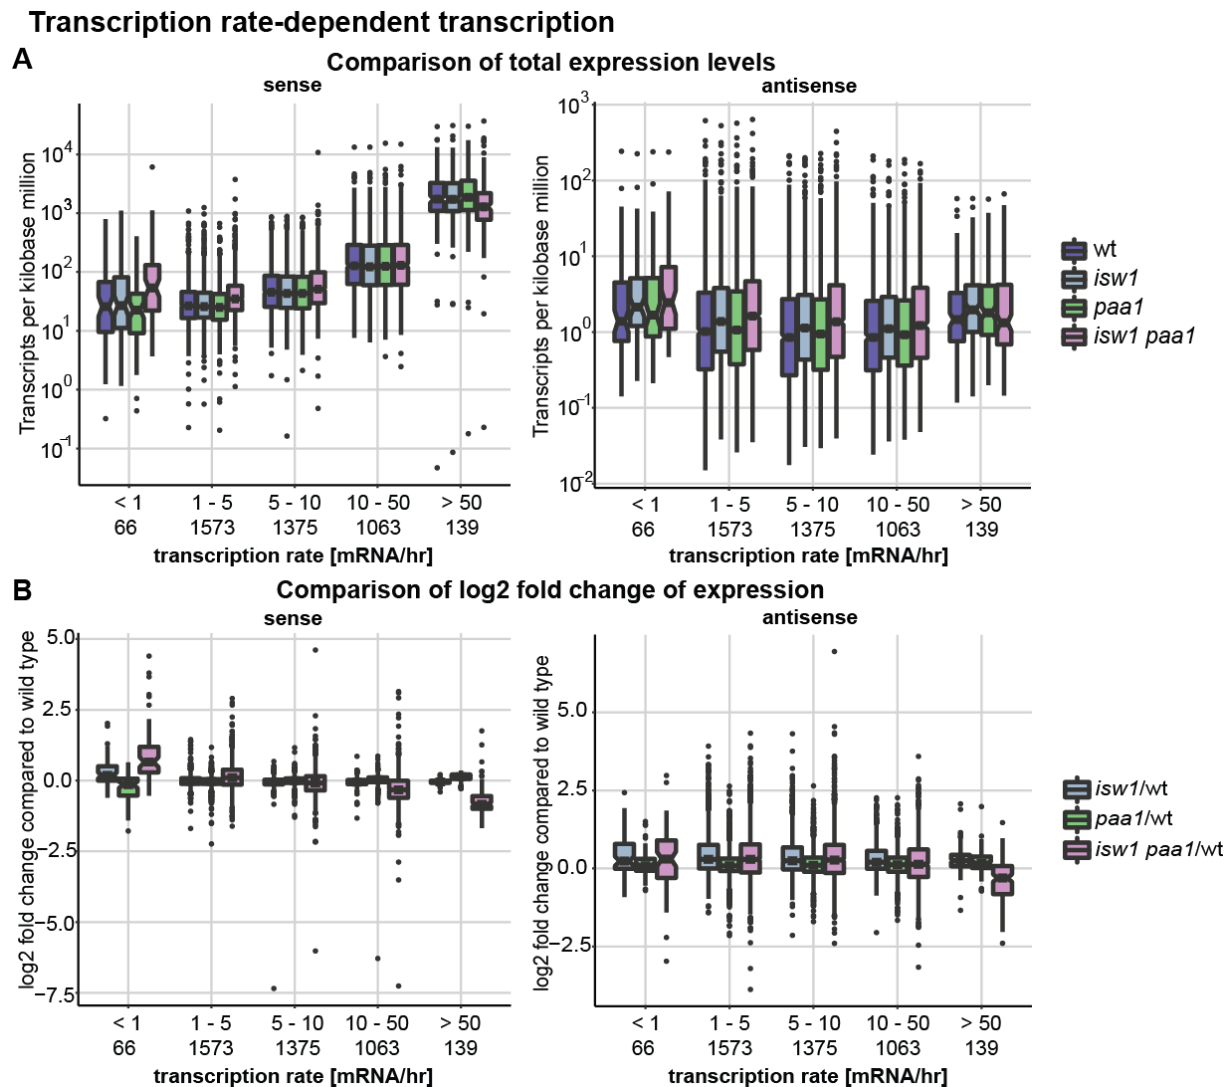 Transcription rate-dependent transcription
A
Comparison of total expression levels
sense
antisense
Transcripts per kilobase million
10^4
10^3
10^2
10^1
10^0
10^-1
< 1
1 - 5
5 - 10
10 - 50
> 50
66
1573
1375
1063
139
transcription rate [mRNA/hr]
Transcripts per kilobase million
10^3
10^2
10^1
10^0
10^-1
10^-2
< 1
1 - 5
5 - 10
10 - 50
> 50
66
1573
1375
1063
139
transcription rate [mRNA/hr]
wt
isw1
paa1
isw1 paa1
B
Comparison of log2 fold change of expression
sense
antisense
log2 fold change compared to wild type
5.0
2.5
0.0
−2.5
−5.0
−7.5
< 1
1 - 5
5 - 10
10 - 50
> 50
66
1573
1375
1063
139
transcription rate [mRNA/hr]
log2 fold change compared to wild type
5.0
2.5
0.0
−2.5
< 1
1 - 5
5 - 10
10 - 50
> 50
66
1573
1375
1063
139
transcription rate [mRNA/hr]
isw1/wt
paa1/wt
isw1 paa1/wt